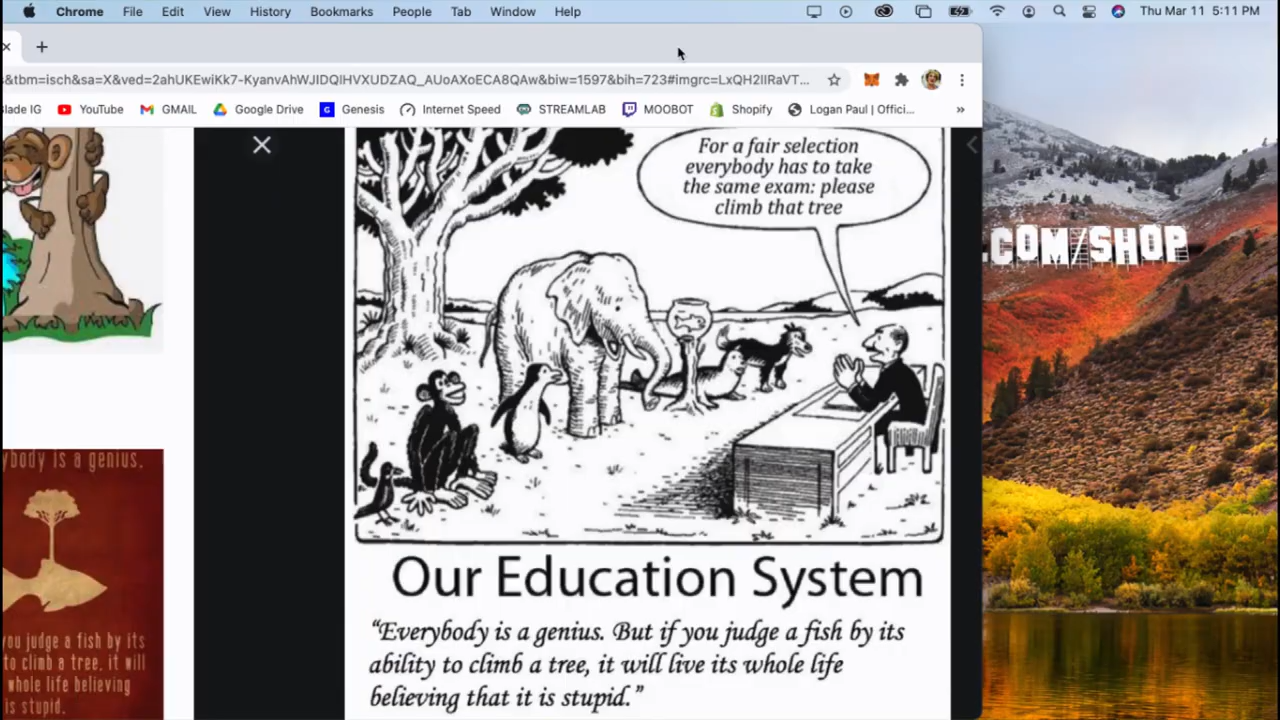 Chrome File Edit View History Bookmarks People Tab Window Help Thu Mar 11 5:11 PM
s&tbm=isch&sa=X&ved=2ahUKEwiKk7-KyanvAhWJIDQIHVXUDZAQ_AUoAXoECA8QAw&biw=1597&bih=723#imgrc=LxQH2lIRaVT...
lade IG YouTube GMAIL Google Drive Genesis Internet Speed STREAMLAB MOOBOT Shopify Logan Paul | Offici... »
For a fair selection
everybody has to take
the same exam: please
climb that tree
.COM/SHOP
Our Education System
“Everybody is a genius. But if you judge a fish by its
ability to climb a tree, it will live its whole life
believing that it is stupid.”
ybody is a genius.
you judge a fish by its
to climb a tree, it will
whole life believing
is stupid.